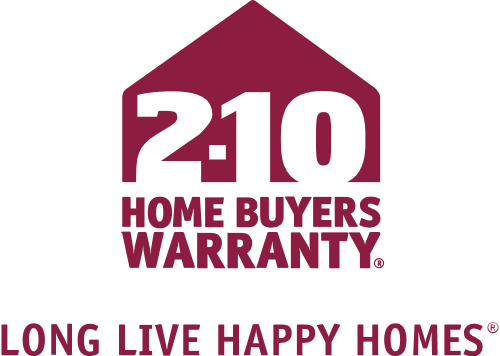 2-10
HOME BUYERS
WARRANTY®
LONG LIVE HAPPY HOMES®